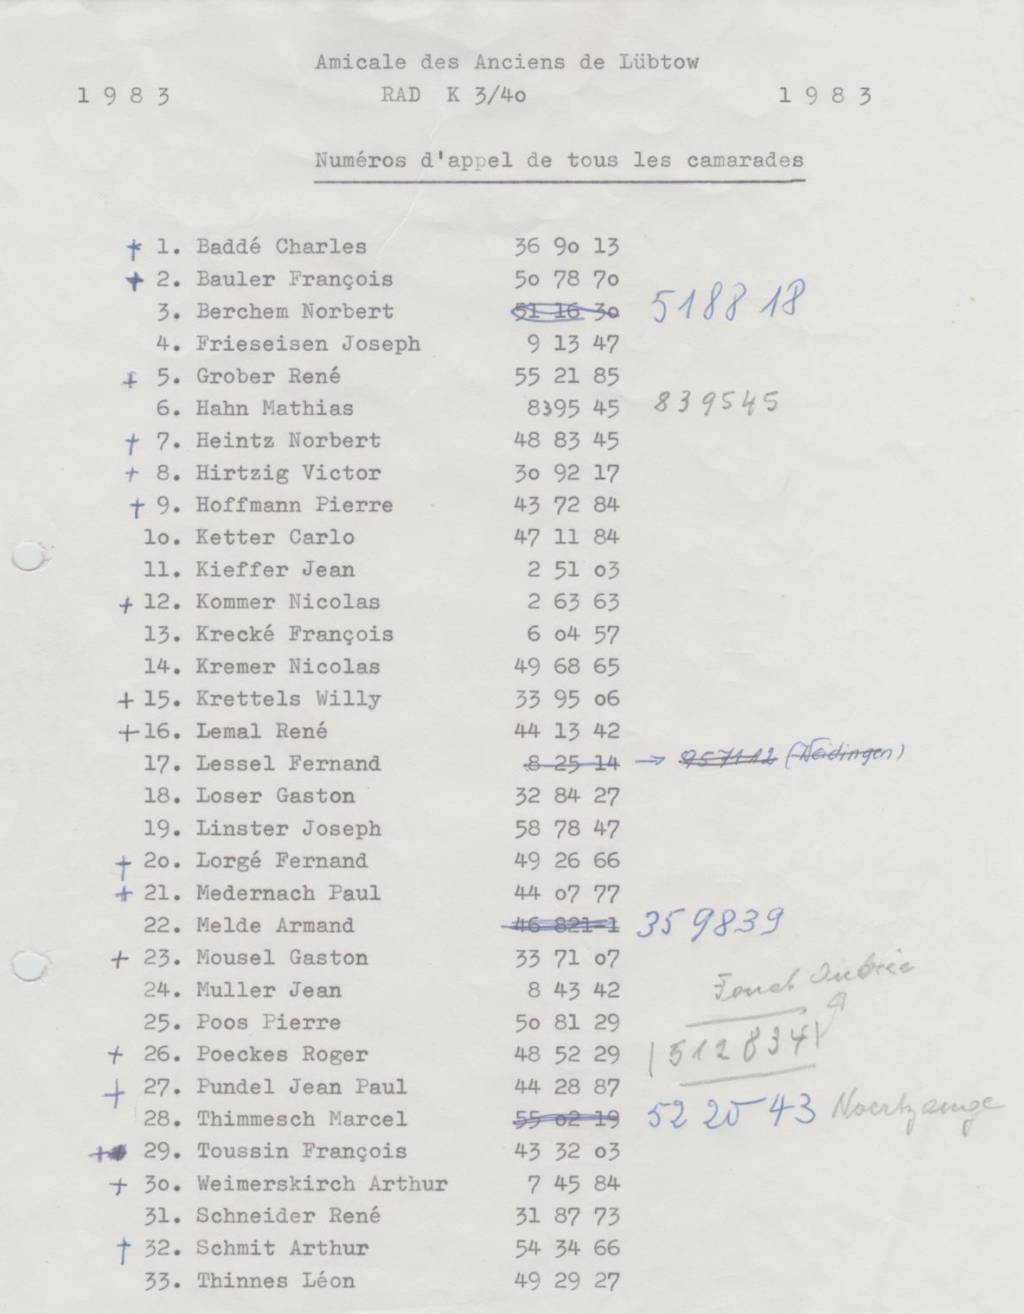 Amicale des Anciens de Lübtow
1 9 8 3 RAD K 3/4o 1 9 8 3
Numéros d'appel de tous les camarades
† 1. Baddé Charles 36 9o 13
† 2. Bauler François 5o 78 7o
3. Berchem Norbert 51 16 3o 518818
4. Frieseisen Joseph 9 13 47
† 5. Grober René 55 21 85
6. Hahn Mathias 8395 45 839545
† 7. Heintz Norbert 48 83 45
† 8. Hirtzig Victor 3o 92 17
† 9. Hoffmann Pierre 43 72 84
1o. Ketter Carlo 47 11 84
11. Kieffer Jean 2 51 o3
† 12. Kommer Nicolas 2 63 63
13. Krecké François 6 o4 57
14. Kremer Nicolas 49 68 65
+ 15. Krettels Willy 33 95 o6
+ 16. Lemal René 44 13 42
17. Lessel Fernand 8 25 14 → 957112 (Weidingen)
18. Loser Gaston 32 84 27
19. Linster Joseph 58 78 47
† 2o. Lorgé Fernand 49 26 66
† 21. Medernach Paul 44 o7 77
22. Melde Armand 46 821-1 359839
+ 23. Mousel Gaston 33 71 o7
24. Muller Jean 8 43 42
25. Poos Pierre 5o 81 29
+ 26. Poeckes Roger 48 52 29 (512834)
† 27. Pundel Jean Paul 44 28 87
28. Thimmesch Marcel 55 o2 19 52 25 43 Noertzange
+ 29. Toussin François 43 32 o3
+ 3o. Weimerskirch Arthur 7 45 84
31. Schneider René 31 87 73
† 32. Schmit Arthur 54 34 66
33. Thinnes Léon 49 29 27